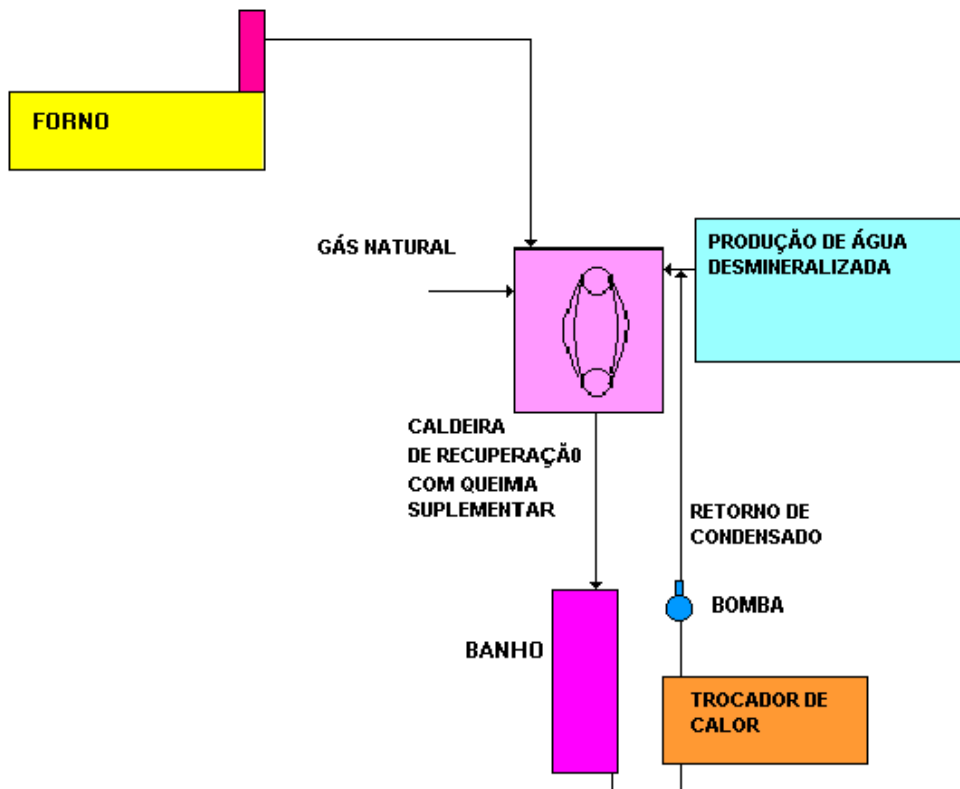 FORNO
GÁS NATURAL
PRODUÇÃO DE ÁGUA
DESMINERALIZADA
CALDEIRA
DE RECUPERAÇÃ0
COM QUEIMA
SUPLEMENTAR
RETORNO DE
CONDENSADO
BOMBA
BANHO
TROCADOR DE
CALOR